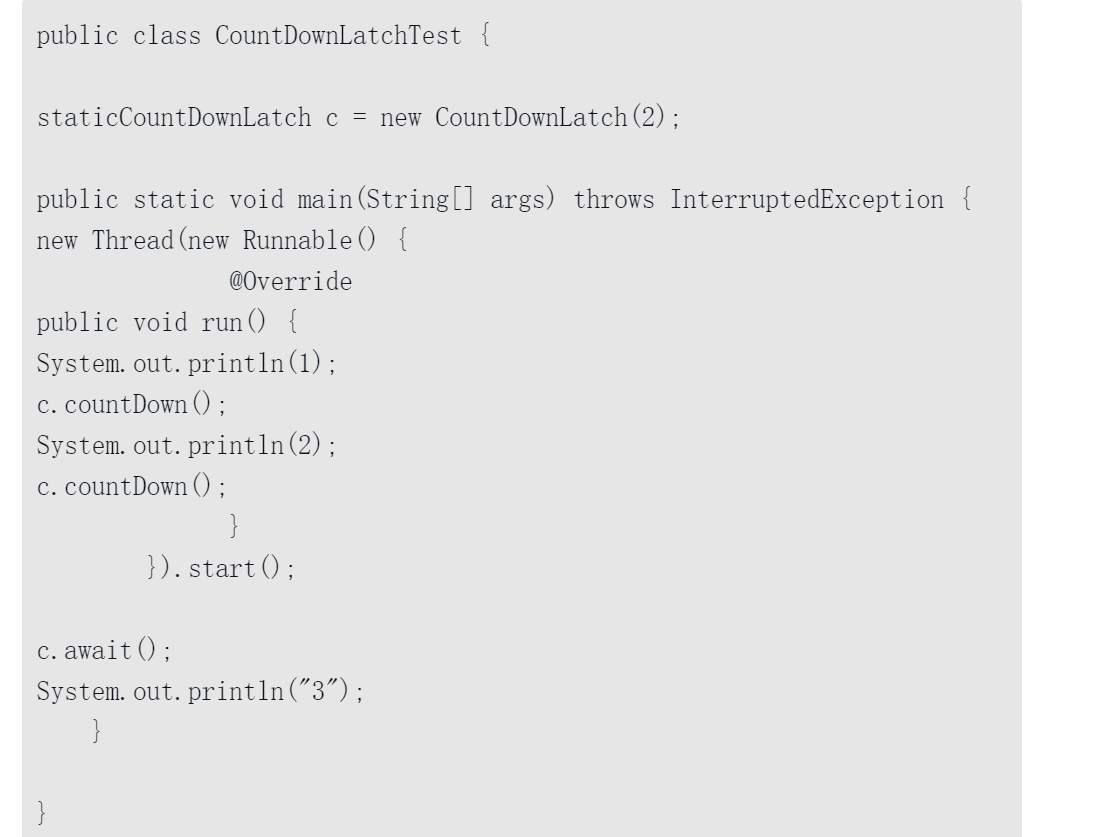 public class CountDownLatchTest {
staticCountDownLatch c = new CountDownLatch(2);
public static void main(String[] args) throws InterruptedException {
new Thread(new Runnable() {
@Override
public void run() {
System.out.println(1);
c.countDown();
System.out.println(2);
c.countDown();
}
}).start();
c.await();
System.out.println("3");
}
}